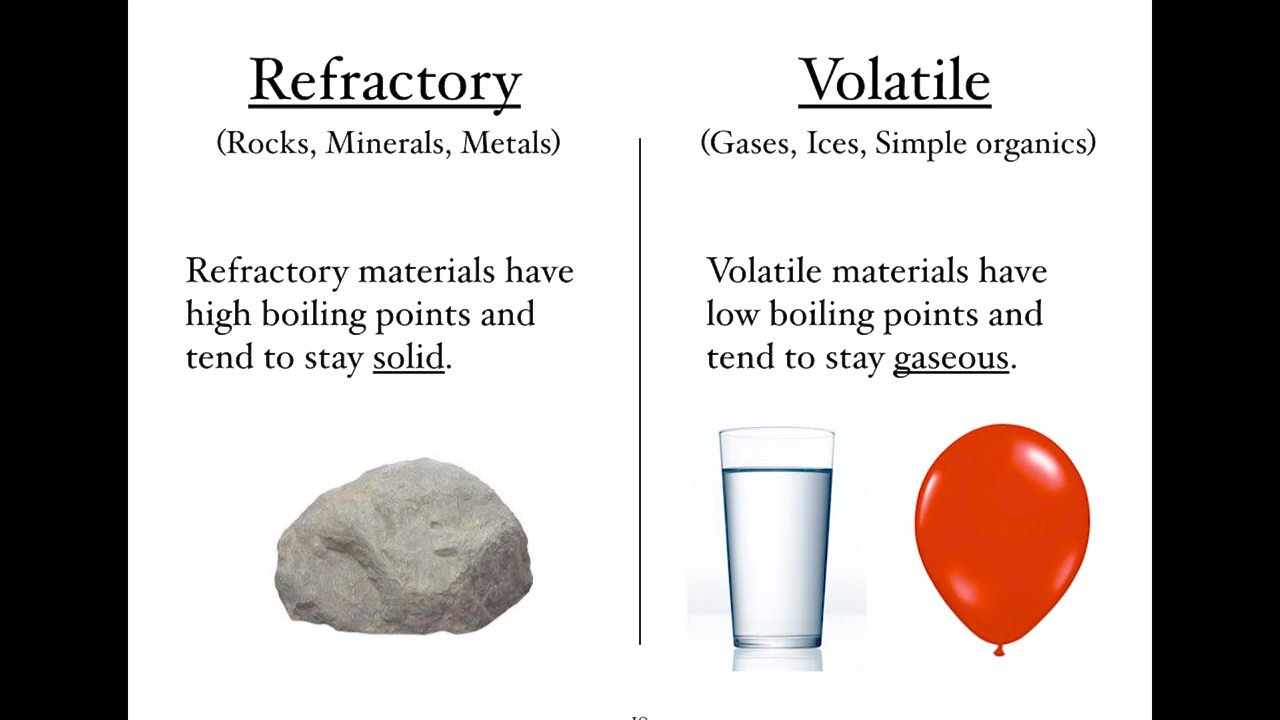 Refractory
(Rocks, Minerals, Metals)
Refractory materials have
high boiling points and
tend to stay solid.
Volatile
(Gases, Ices, Simple organics)
Volatile materials have
low boiling points and
tend to stay gaseous.